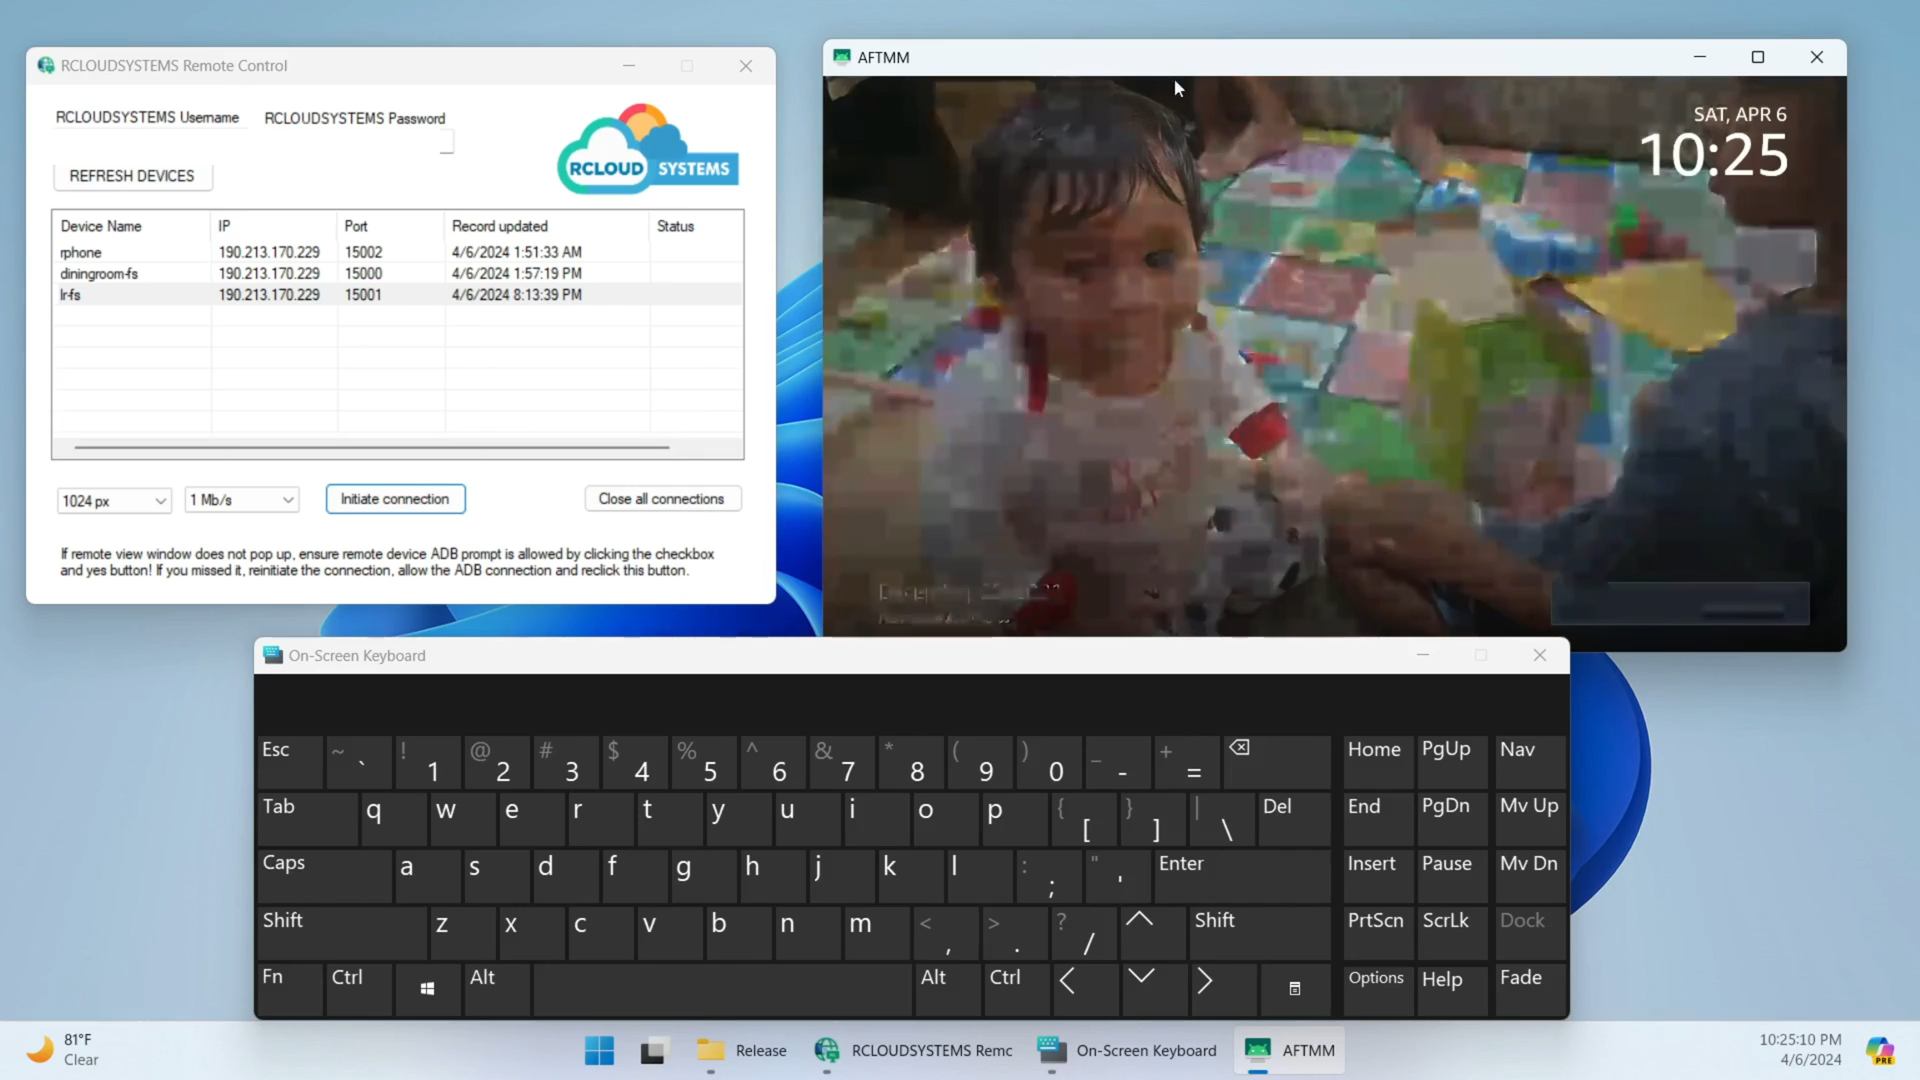 RCLOUDSYSTEMS Remote Control
RCLOUDSYSTEMS Username
RCLOUDSYSTEMS Password
RCLOUD SYSTEMS
REFRESH DEVICES
Device Name IP Port Record updated Status
rphone 190.213.170.229 15002 4/6/2024 1:51:33 AM
diningroom-fs 190.213.170.229 15000 4/6/2024 1:57:19 PM
lr-fs 190.213.170.229 15001 4/6/2024 8:13:39 PM
1024 px 1 Mb/s Initiate connection Close all connections
If remote view window does not pop up, ensure remote device ADB prompt is allowed by clicking the checkbox
and yes button! If you missed it, reinitiate the connection, allow the ADB connection and reclick this button.
AFTMM
SAT, APR 6
10:25
On-Screen Keyboard
Esc ~ ` ! 1 @ 2 # 3 $ 4 % 5 ^ 6 & 7 * 8 ( 9 ) 0 _ - + = Home PgUp Nav
Tab q w e r t y u i o p { [ } ] | \ Del End PgDn Mv Up
Caps a s d f g h j k l : ; " ' Enter Insert Pause Mv Dn
Shift z x c v b n m < , > . ? / Shift PrtScn ScrLk Dock
Fn Ctrl Alt Alt Ctrl Options Help Fade
81°F
Clear
Release RCLOUDSYSTEMS Remc On-Screen Keyboard AFTMM
10:25:10 PM
4/6/2024
PRE